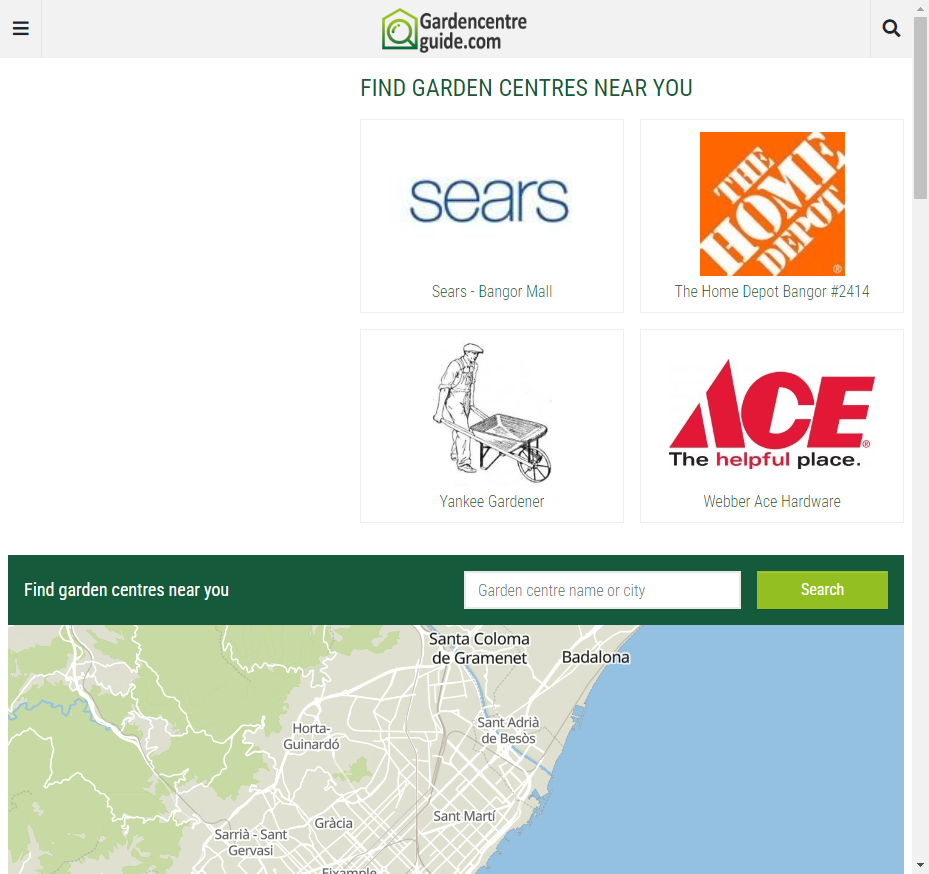 Gardencentre
guide.com
FIND GARDEN CENTRES NEAR YOU
sears
Sears - Bangor Mall
THE
HOME
DEPOT
®
The Home Depot Bangor #2414
Yankee Gardener
ACE®
The helpful place.
Webber Ace Hardware
Find garden centres near you
Garden centre name or city
Search
Santa Coloma
de Gramenet
Badalona
Sant Adrià
de Besòs
Horta-
Guinardó
Sant Martí
Gràcia
Sarrià - Sant
Gervasi
Eixample